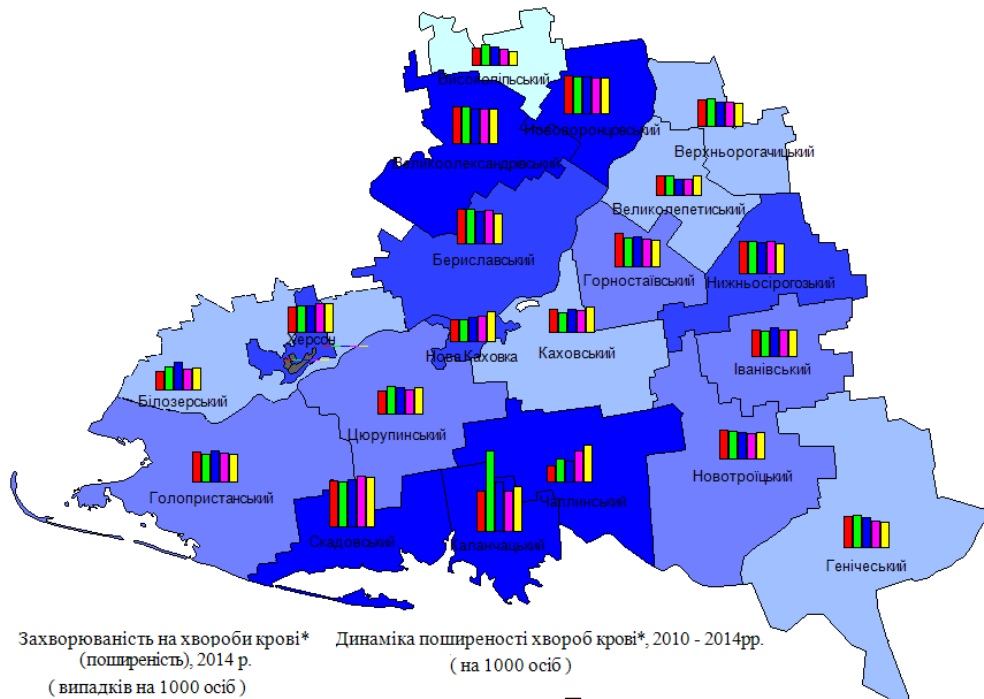 Високопільський
Нововоронцовський
Великоолександрівський
Верхньорогачицький
Великолепетиський
Бериславський
Горностаївський
Нижньосірогозький
Херсон
Нова Каховка
Каховський
Іванівський
Білозерський
Цюрупинський
Новотроїцький
Голопристанський
Чаплинський
Скадовський
Каланчацький
Генічеський
Захворюваність на хвороби крові*
(поширеність), 2014 р.
( випадків на 1000 осіб )
Динаміка поширеності хвороб крові*, 2010 - 2014рр.
( на 1000 осіб )